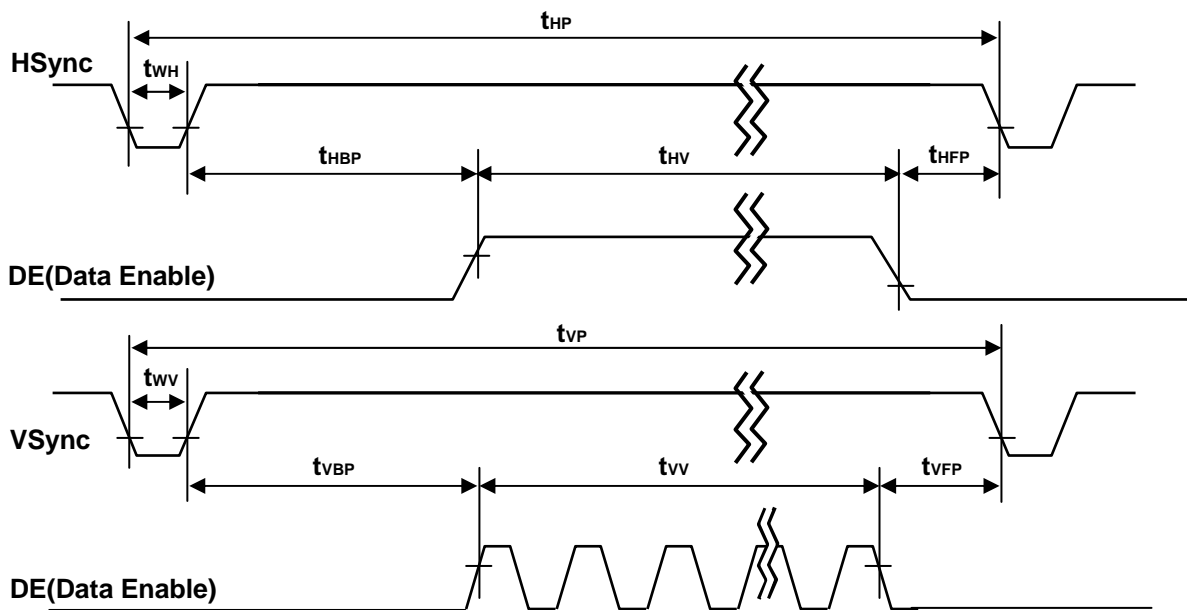 tHP
HSync
tWH
tHBP
tHV
tHFP
DE(Data Enable)
tVP
tWV
VSync
tVBP
tVV
tVFP
DE(Data Enable)